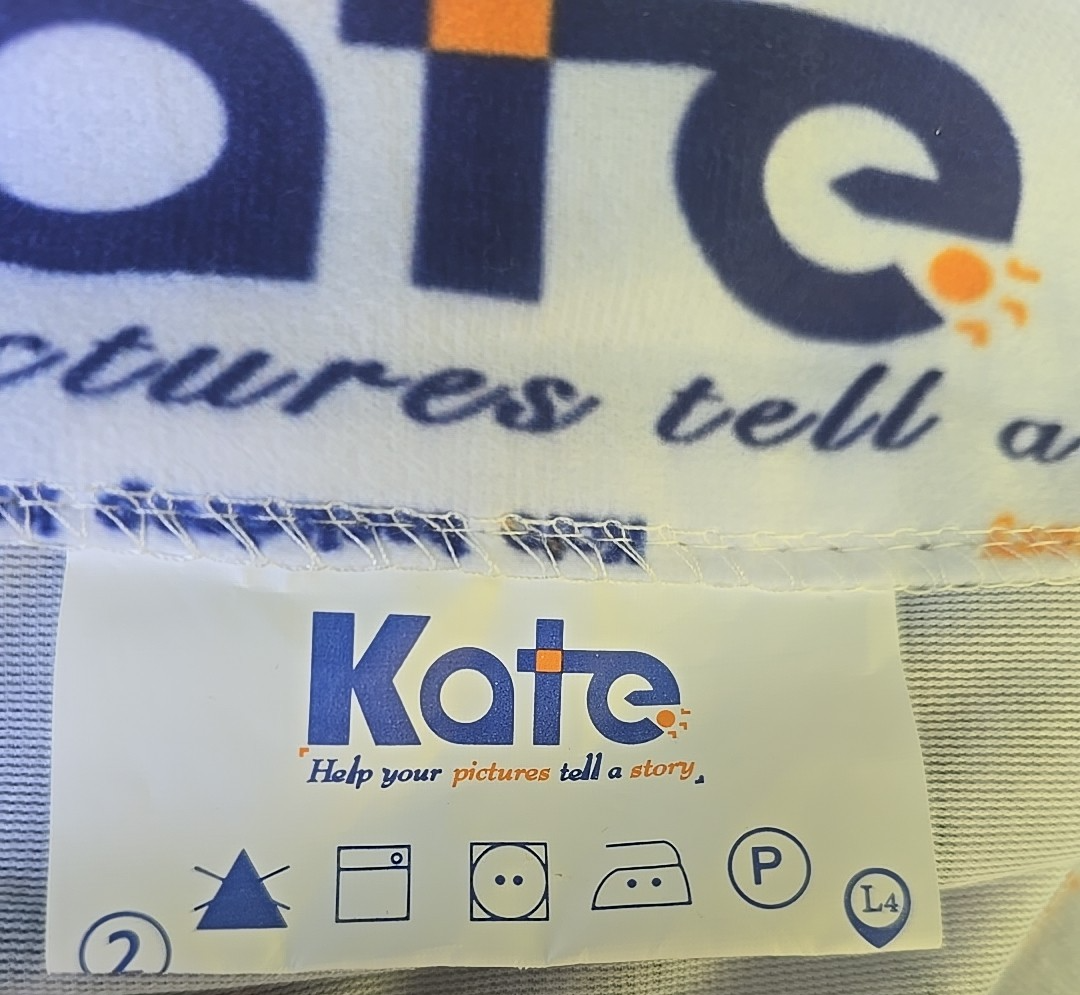 ate
ctures tell a
Kate
Help your pictures tell a story
P
L4
2